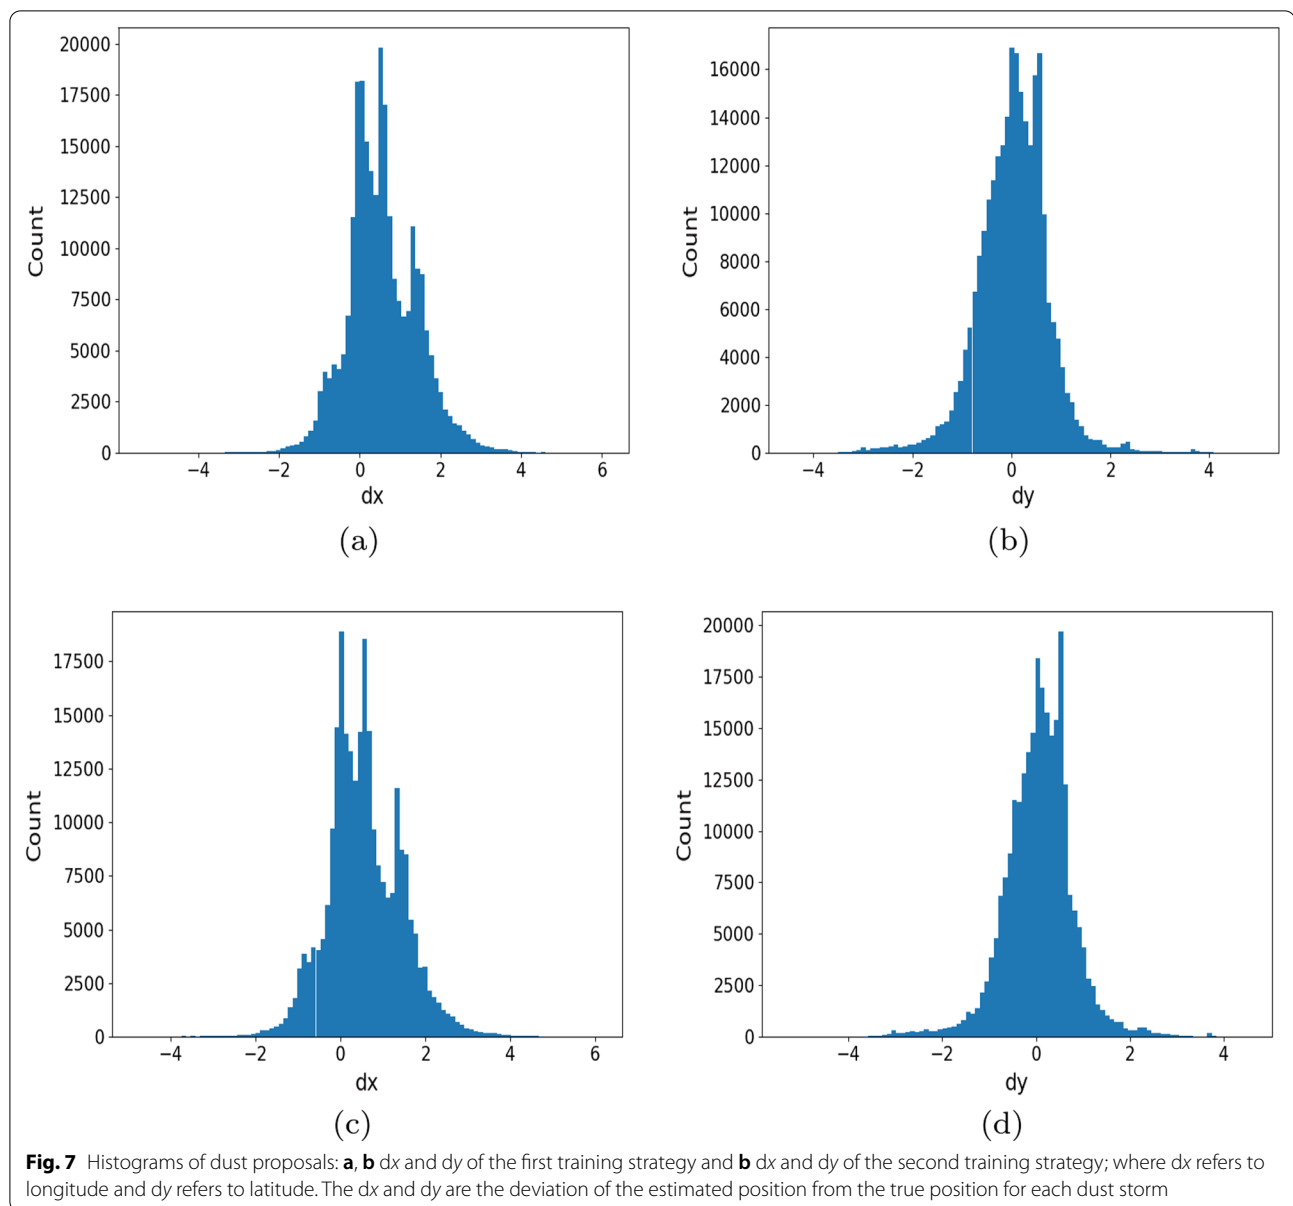 20000
17500
15000
12500
10000
7500
5000
2500
0
Count
−4 −2 0 2 4 6
dx
(a)
16000
14000
12000
10000
8000
6000
4000
2000
0
Count
−4 −2 0 2 4
dy
(b)
17500
15000
12500
10000
7500
5000
2500
0
Count
−4 −2 0 2 4 6
dx
(c)
20000
17500
15000
12500
10000
7500
5000
2500
0
Count
−4 −2 0 2 4
dy
(d)
Fig. 7 Histograms of dust proposals: a, b dx and dy of the first training strategy and b dx and dy of the second training strategy; where dx refers to
longitude and dy refers to latitude. The dx and dy are the deviation of the estimated position from the true position for each dust storm